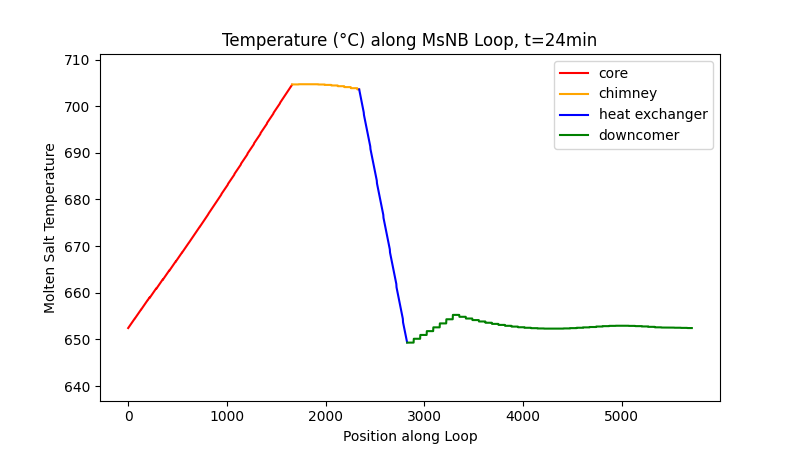 Temperature (°C) along MsNB Loop, t=24min
710
700
690
680
670
660
650
640
Molten Salt Temperature
core
chimney
heat exchanger
downcomer
0 1000 2000 3000 4000 5000
Position along Loop